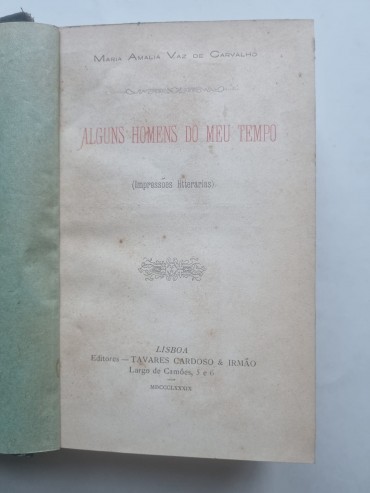 MARIA AMALIA VAZ DE CARVALHO
ALGUNS HOMENS DO MEU TEMPO
(Impressões litterarias)
LISBOA
Editores — TAVARES CARDOSO & IRMÃO
Largo de Camões, 5 e 6
MDCCCLXXXIX